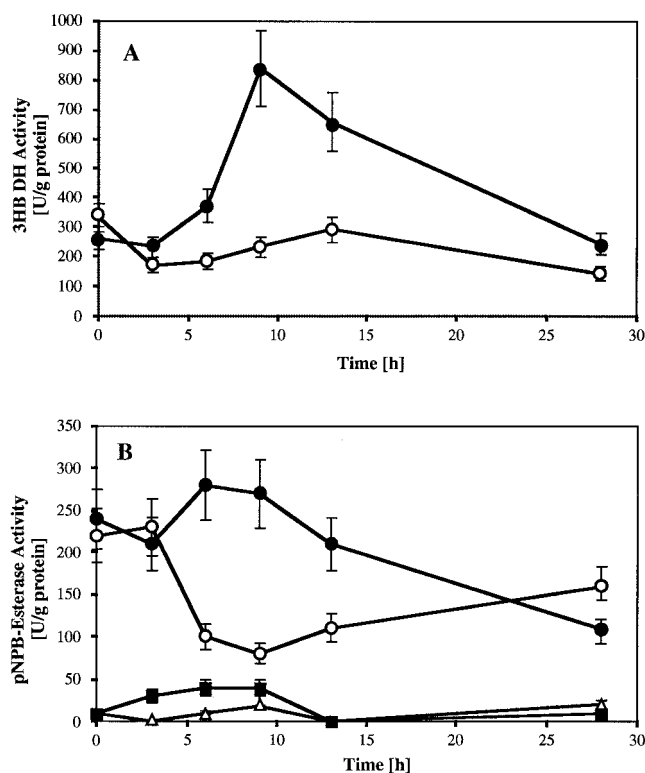 A
3HB DH Activity
[U/g protein]
1000
900
800
700
600
500
400
300
200
100
0
0 5 10 15 20 25 30
Time [h]
B
pNPB-Esterase Activity
[U/g protein]
350
300
250
200
150
100
50
0
0 5 10 15 20 25 30
Time [h]